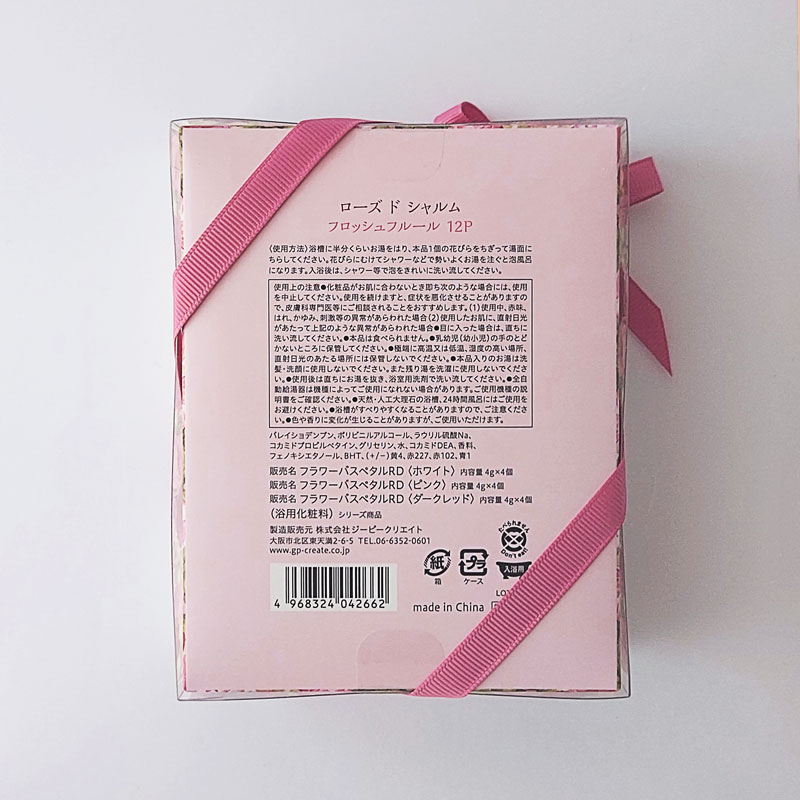 ローズ ド シャルム
フロッシュフルール 12P
〈使用方法〉浴槽に半分くらいお湯をはり、本品1個の花びらをちぎって湯面に
ちらしてください。花びらにむけてシャワーなどで勢いよくお湯を注ぐと泡風呂
になります。入浴後は、シャワー等で泡をきれいに洗い流してください。
使用上の注意●化粧品がお肌に合わないとき即ち次のような場合には、使用
を中止してください。使用を続けますと、症状を悪化させることがありますの
で、皮膚科専門医等にご相談されることをおすすめします。(1)使用中、赤味、
はれ、かゆみ、刺激等の異常があらわれた場合(2)使用したお肌に、直射日光
があたって上記のような異常があらわれた場合●目に入った場合は、直ちに
洗い流してください。●本品は食べられません。●乳幼児(幼小児)の手のとど
かないところに保管してください。●極端に高温又は低温、湿度の高い場所、
直射日光のあたる場所には保管しないでください。●本品入りのお湯は洗
髪・洗顔に使用しないでください。また残り湯を洗濯に使用しないでくださ
い。●使用後は直ちにお湯を抜き、浴室用洗剤で洗い流してください。●全自
動給湯器は機種によってご使用になれない場合があります。ご使用機種の説
明書をご確認ください。●天然・人工大理石の浴槽、24時間風呂にはご使用を
お避けください。●浴槽がすべりやすくなることがありますので、ご注意くださ
い。●色や香りに変化が生じることがありますが、ご使用いただけます。
バレイショデンプン、ポリビニルアルコール、ラウリル硫酸Na、
コカミドプロピルベタイン、グリセリン、水、コカミドDEA、香料、
フェノキシエタノール、BHT、(+/-)黄4、赤227、赤102、青1
販売名 フラワーバスペタルRD〈ホワイト〉 内容量 4g×4個
販売名 フラワーバスペタルRD〈ピンク〉 内容量 4g×4個
販売名 フラワーバスペタルRD〈ダークレッド〉 内容量 4g×4個
〈浴用化粧料〉 シリーズ商品
製造販売元 株式会社ジーピークリエイト
大阪市北区東天満2-6-5 TEL.06-6352-0601
www.gp-create.co.jp
たべられません
Don't eat!
紙
箱
プラ
ケース
入浴用
LOT
4 968324 042662
made in China